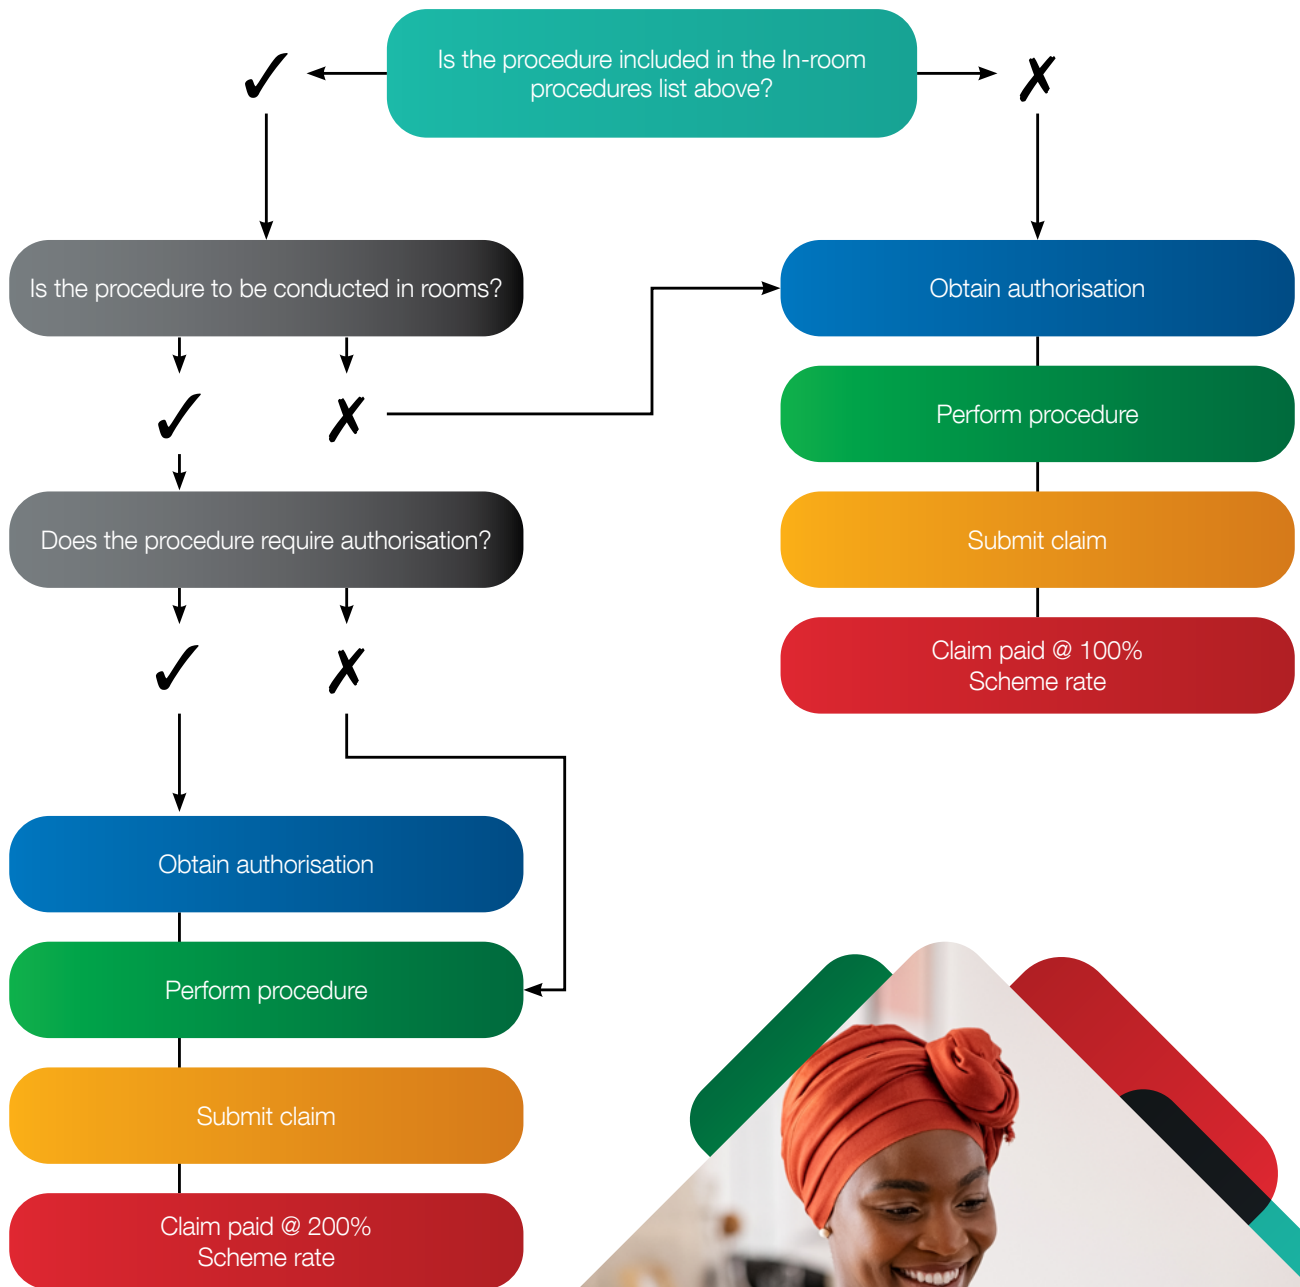 Is the procedure included in the In-room
procedures list above?
✓
✗
Is the procedure to be conducted in rooms?
✓
✗
Does the procedure require authorisation?
✓
✗
Obtain authorisation
Perform procedure
Submit claim
Claim paid @ 200%
Scheme rate
Obtain authorisation
Perform procedure
Submit claim
Claim paid @ 100%
Scheme rate